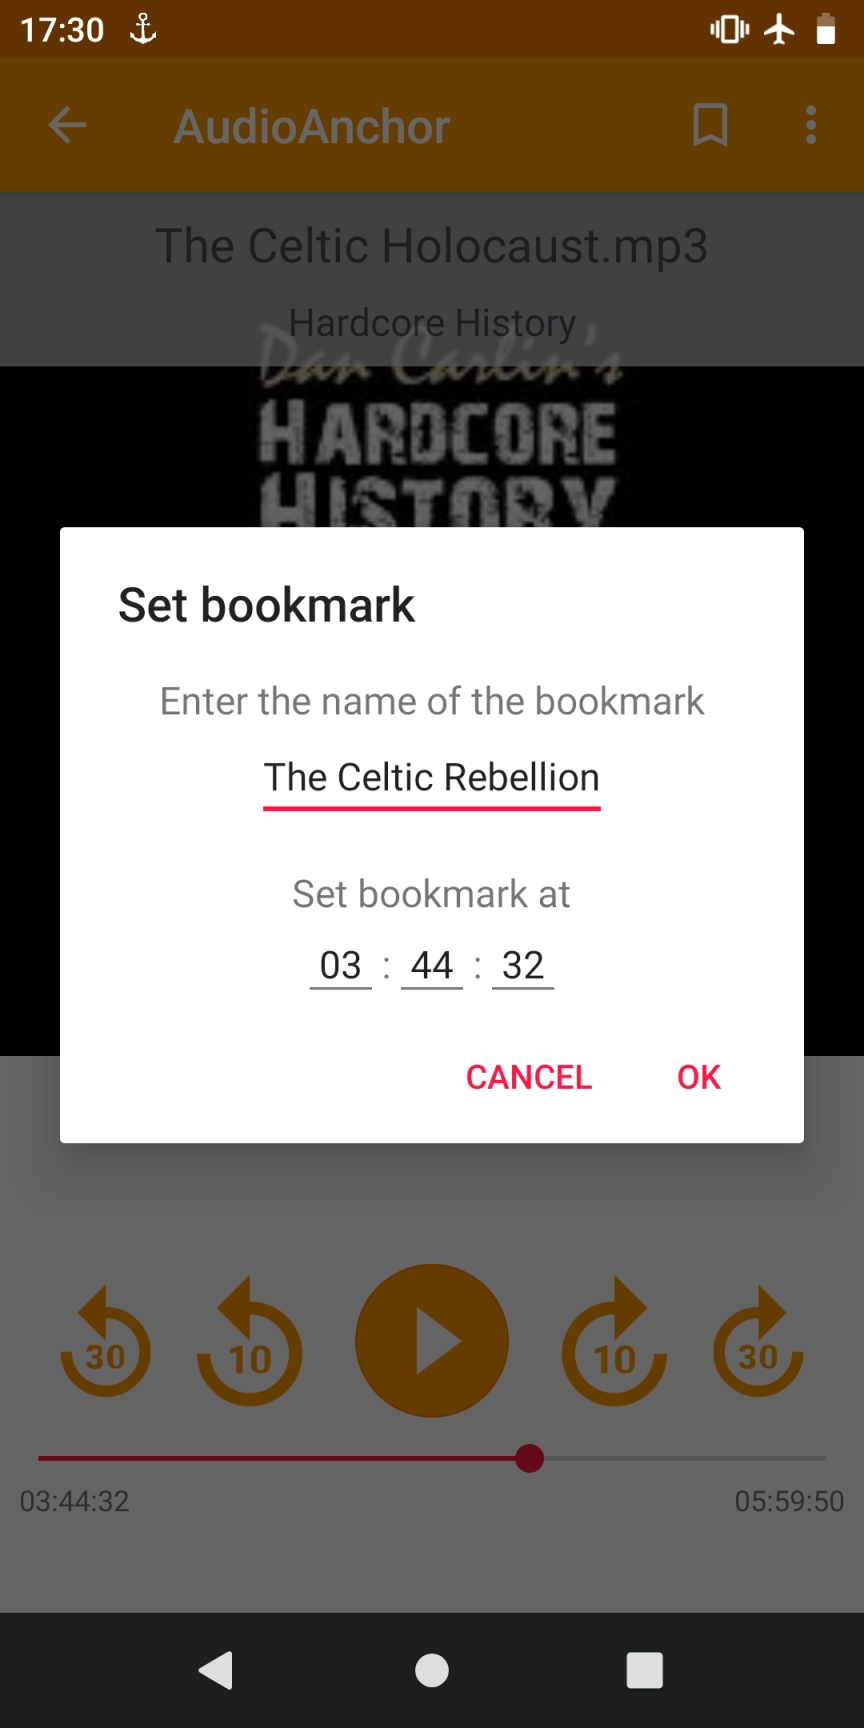 17:30
AudioAnchor
The Celtic Holocaust.mp3
Hardcore History
Dan Carlin's
HARDCORE
HISTORY
Set bookmark
Enter the name of the bookmark
The Celtic Rebellion
Set bookmark at
03 : 44 : 32
CANCEL OK
30 10 10 30
03:44:32 05:59:50